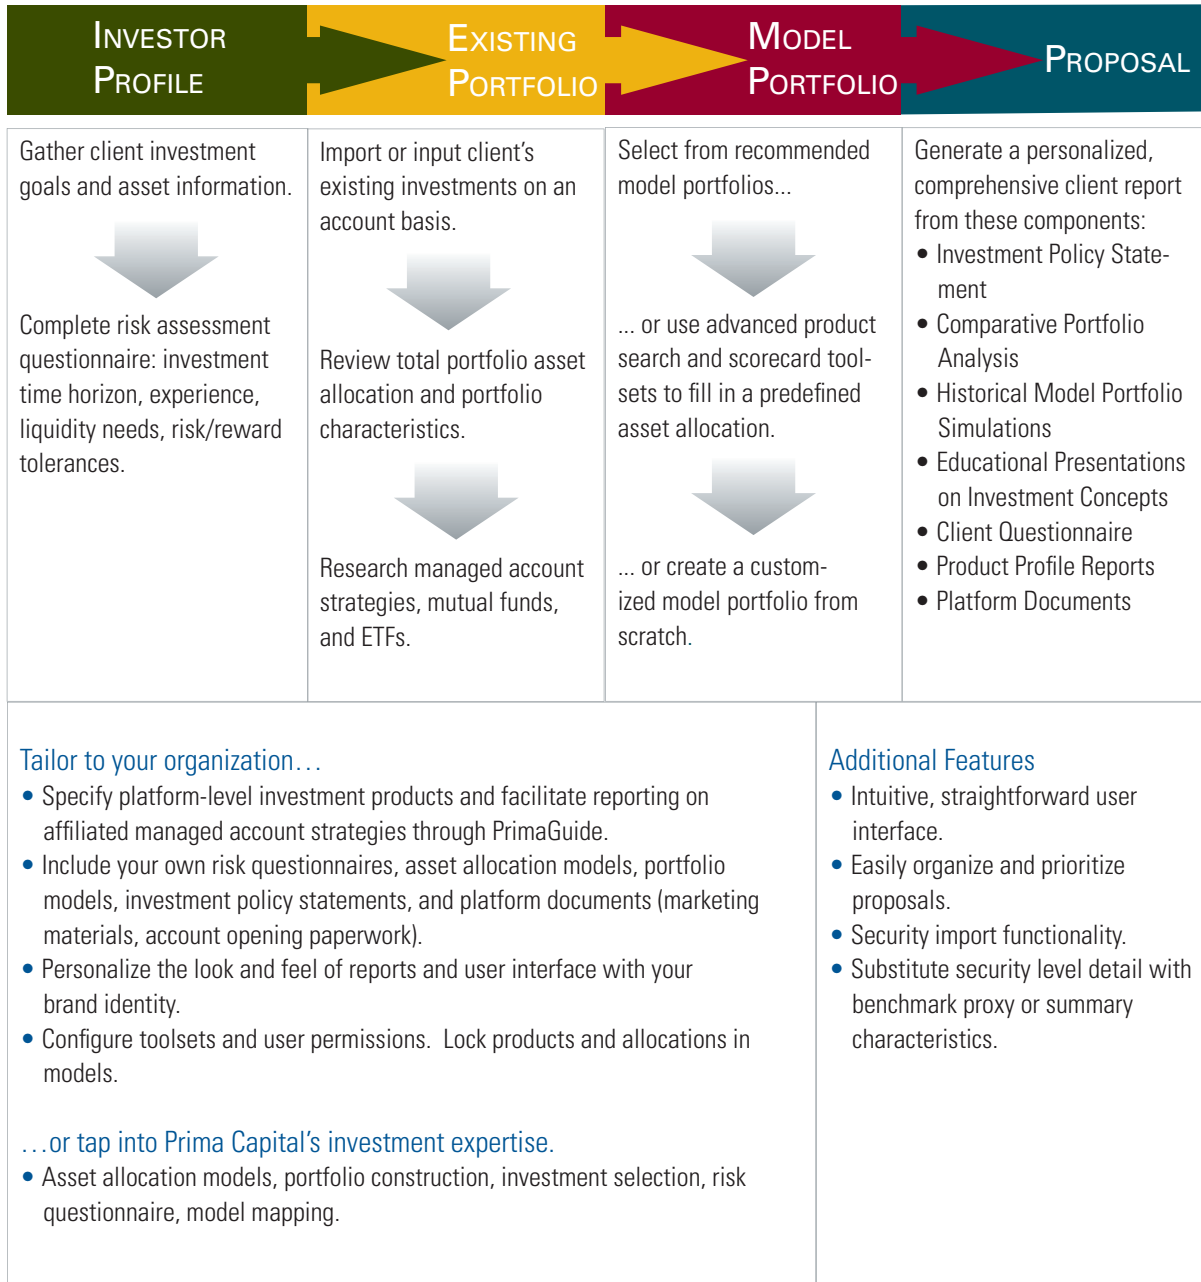 INVESTOR
PROFILE
EXISTING
PORTFOLIO
MODEL
PORTFOLIO
PROPOSAL
Gather client investment
goals and asset information.
Complete risk assessment
questionnaire: investment
time horizon, experience,
liquidity needs, risk/reward
tolerances.
Import or input client’s
existing investments on an
account basis.
Review total portfolio asset
allocation and portfolio
characteristics.
Research managed account
strategies, mutual funds,
and ETFs.
Select from recommended
model portfolios...
... or use advanced product
search and scorecard tool-
sets to fill in a predefined
asset allocation.
... or create a custom-
ized model portfolio from
scratch.
Generate a personalized,
comprehensive client report
from these components:
• Investment Policy State-
ment
• Comparative Portfolio
Analysis
• Historical Model Portfolio
Simulations
• Educational Presentations
on Investment Concepts
• Client Questionnaire
• Product Profile Reports
• Platform Documents
Tailor to your organization…
• Specify platform-level investment products and facilitate reporting on
affiliated managed account strategies through PrimaGuide.
• Include your own risk questionnaires, asset allocation models, portfolio
models, investment policy statements, and platform documents (marketing
materials, account opening paperwork).
• Personalize the look and feel of reports and user interface with your
brand identity.
• Configure toolsets and user permissions.  Lock products and allocations in
models.
…or tap into Prima Capital’s investment expertise.
• Asset allocation models, portfolio construction, investment selection, risk
questionnaire, model mapping.
Additional Features
• Intuitive, straightforward user
interface.
• Easily organize and prioritize
proposals.
• Security import functionality.
• Substitute security level detail with
benchmark proxy or summary
characteristics.